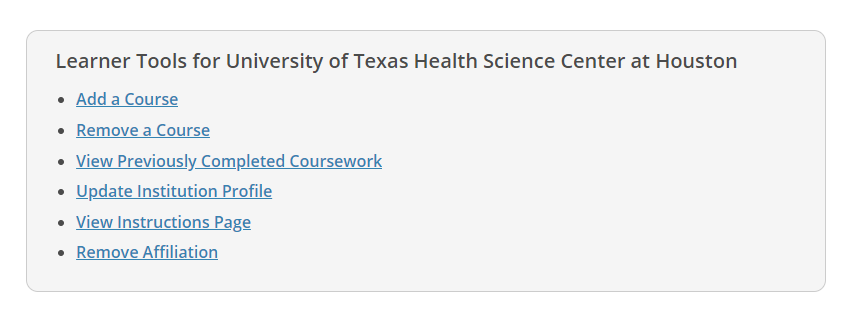 Learner Tools for University of Texas Health Science Center at Houston
Add a Course
Remove a Course
View Previously Completed Coursework
Update Institution Profile
View Instructions Page
Remove Affiliation